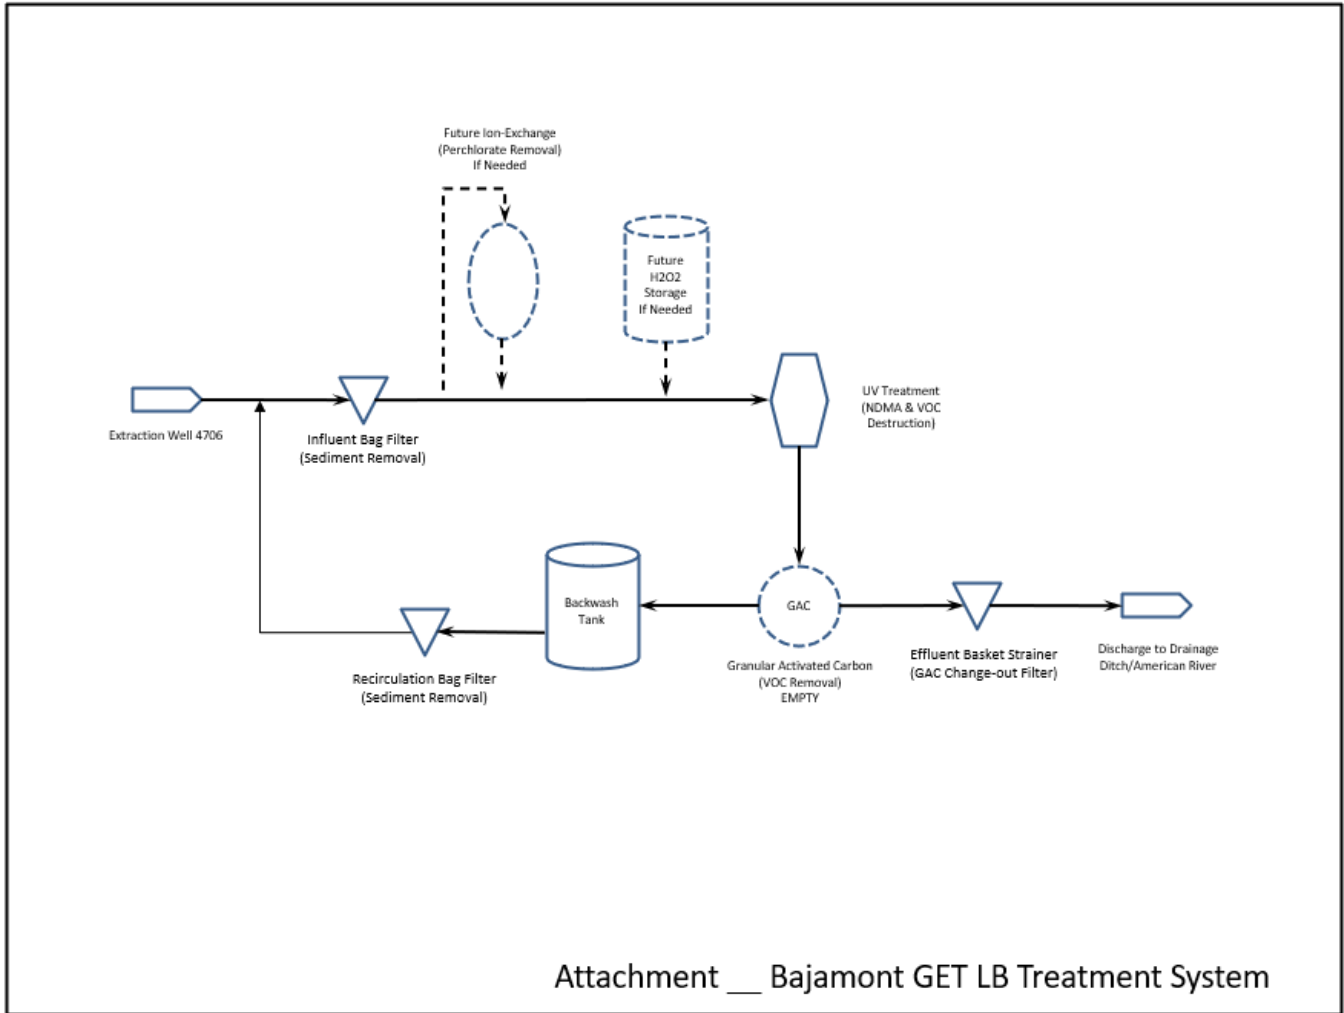 Future Ion-Exchange
(Perchlorate Removal)
If Needed
Future
H2O2
Storage
If Needed
UV Treatment
(NDMA & VOC
Destruction)
Extraction Well 4706
Influent Bag Filter
(Sediment Removal)
Backwash
Tank
GAC
Recirculation Bag Filter
(Sediment Removal)
Granular Activated Carbon
(VOC Removal)
EMPTY
Effluent Basket Strainer
(GAC Change-out Filter)
Discharge to Drainage
Ditch/American River
Attachment __ Bajamont GET LB Treatment System